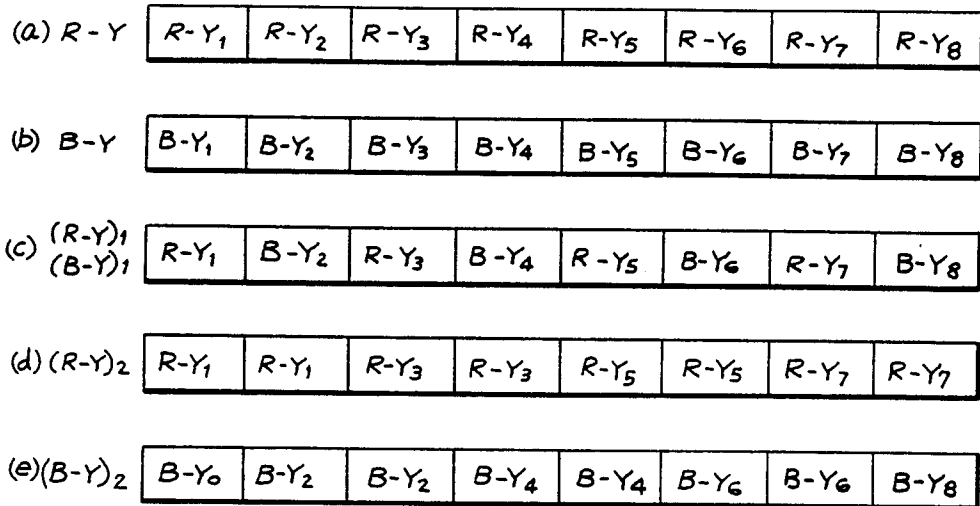 (a) R-Y R-Y₁ R-Y₂ R-Y₃ R-Y₄ R-Y₅ R-Y₆ R-Y₇ R-Y₈
(b) B-Y B-Y₁ B-Y₂ B-Y₃ B-Y₄ B-Y₅ B-Y₆ B-Y₇ B-Y₈
(c) (R-Y)₁
(B-Y)₁ R-Y₁ B-Y₂ R-Y₃ B-Y₄ R-Y₅ B-Y₆ R-Y₇ B-Y₈
(d) (R-Y)₂ R-Y₁ R-Y₁ R-Y₃ R-Y₃ R-Y₅ R-Y₅ R-Y₇ R-Y₇
(e) (B-Y)₂ B-Y₀ B-Y₂ B-Y₂ B-Y₄ B-Y₄ B-Y₆ B-Y₆ B-Y₈